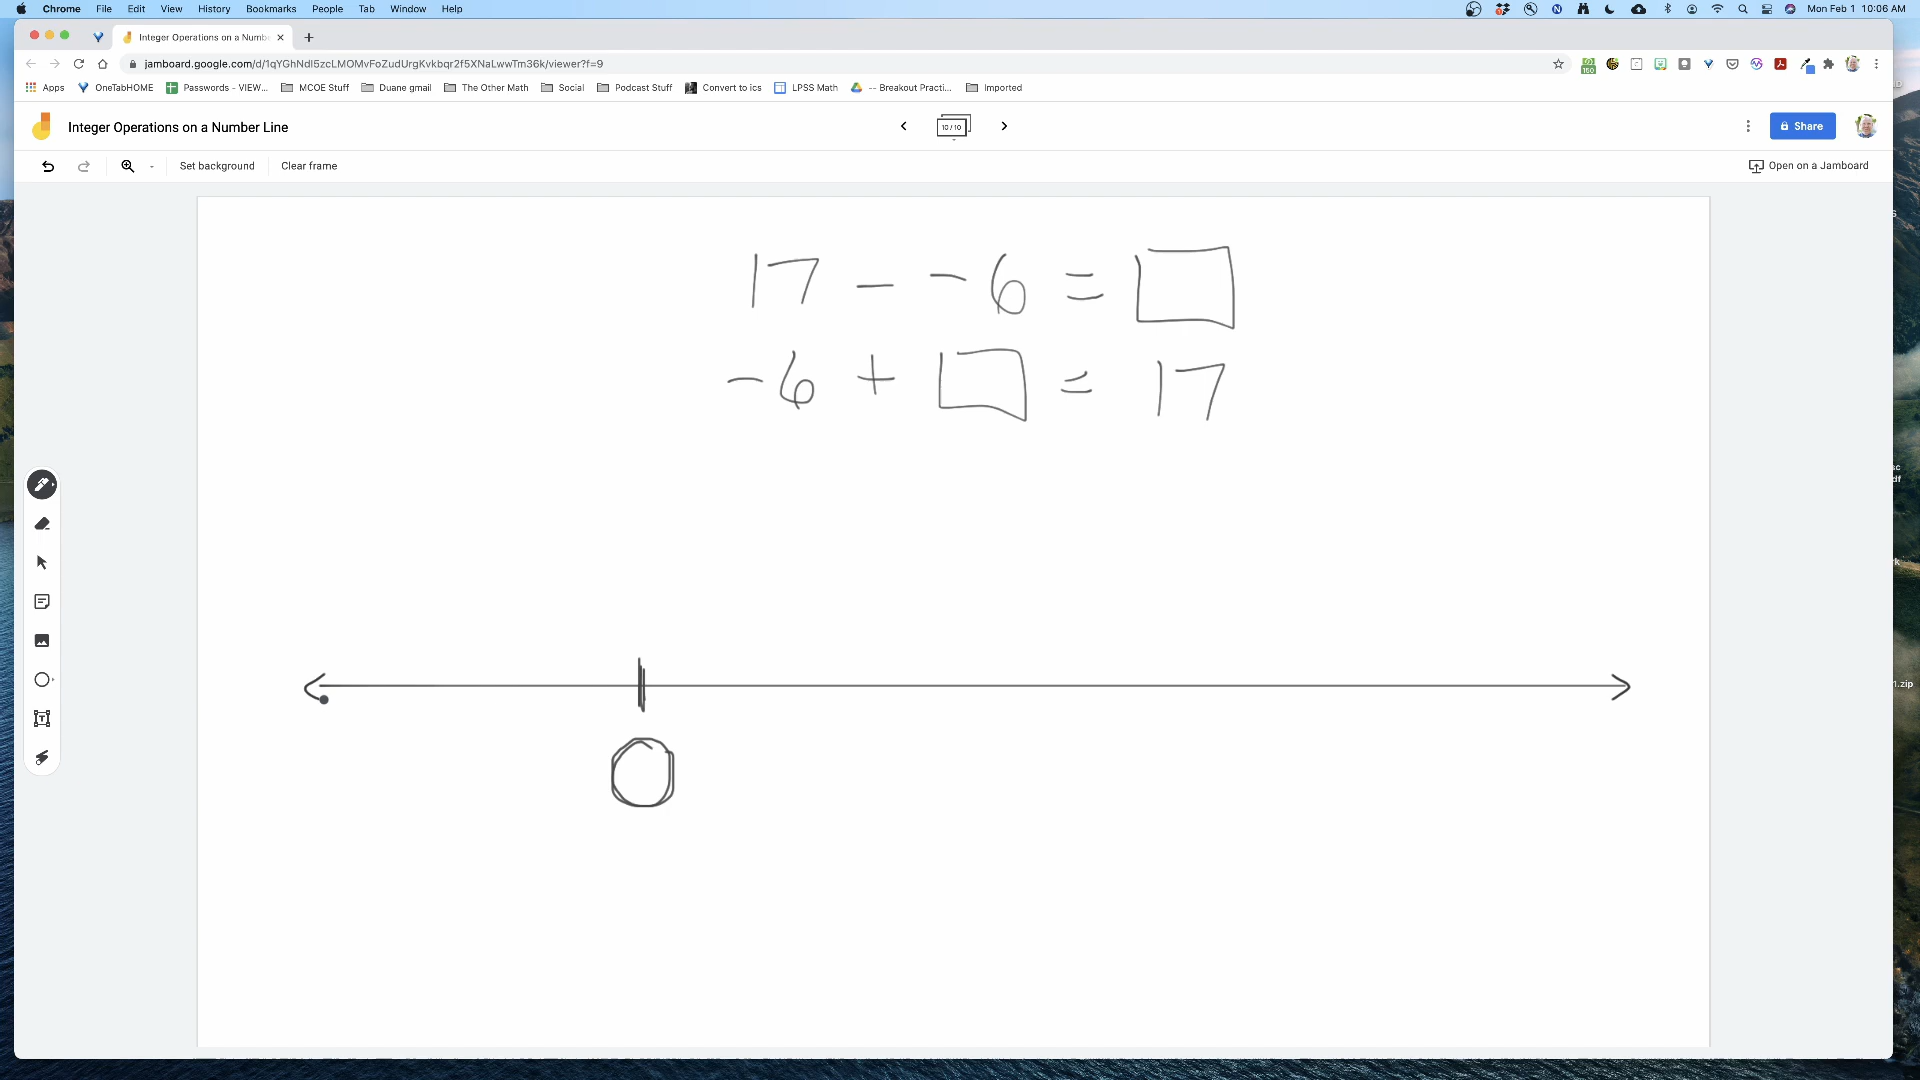 Chrome File Edit View History Bookmarks People Tab Window Help Mon Feb 1 10:06 AM
Integer Operations on a Numb
jamboard.google.com/d/1qYGhNdI5zcLMOMvFoZudUrgKvkbqr2f5XNaLwwTm36k/viewer?f=9
Apps OneTabHOME Passwords - VIEW... MCOE Stuff Duane gmail The Other Math Social Podcast Stuff Convert to ics LPSS Math -- Breakout Practi... Imported
Integer Operations on a Number Line 10/10 Share
Set background Clear frame Open on a Jamboard
17 - -6 = □
-6 + □ = 17
0
1.zip